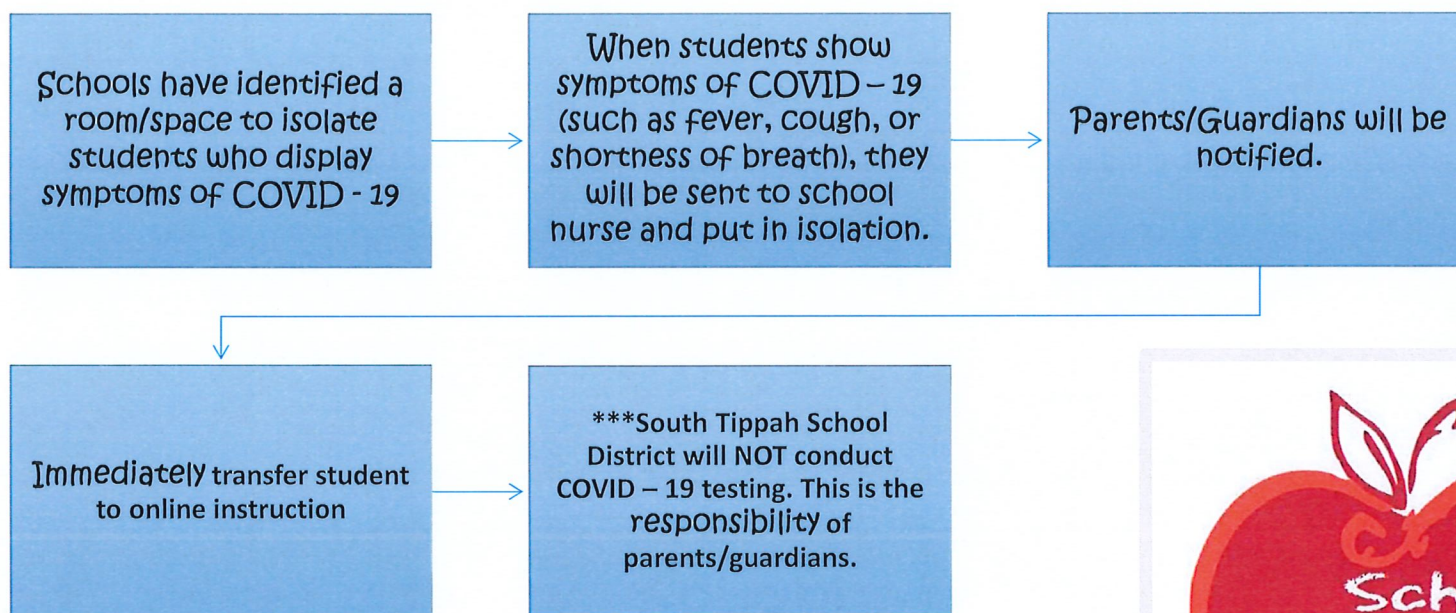 Schools have identified a
room/space to isolate
students who display
symptoms of COVID - 19
When students show
symptoms of COVID – 19
(such as fever, cough, or
shortness of breath), they
will be sent to school
nurse and put in isolation.
Parents/Guardians will be
notified.
Immediately transfer student
to online instruction
***South Tippah School
District will NOT conduct
COVID – 19 testing. This is the
responsibility of
parents/guardians.
Sch